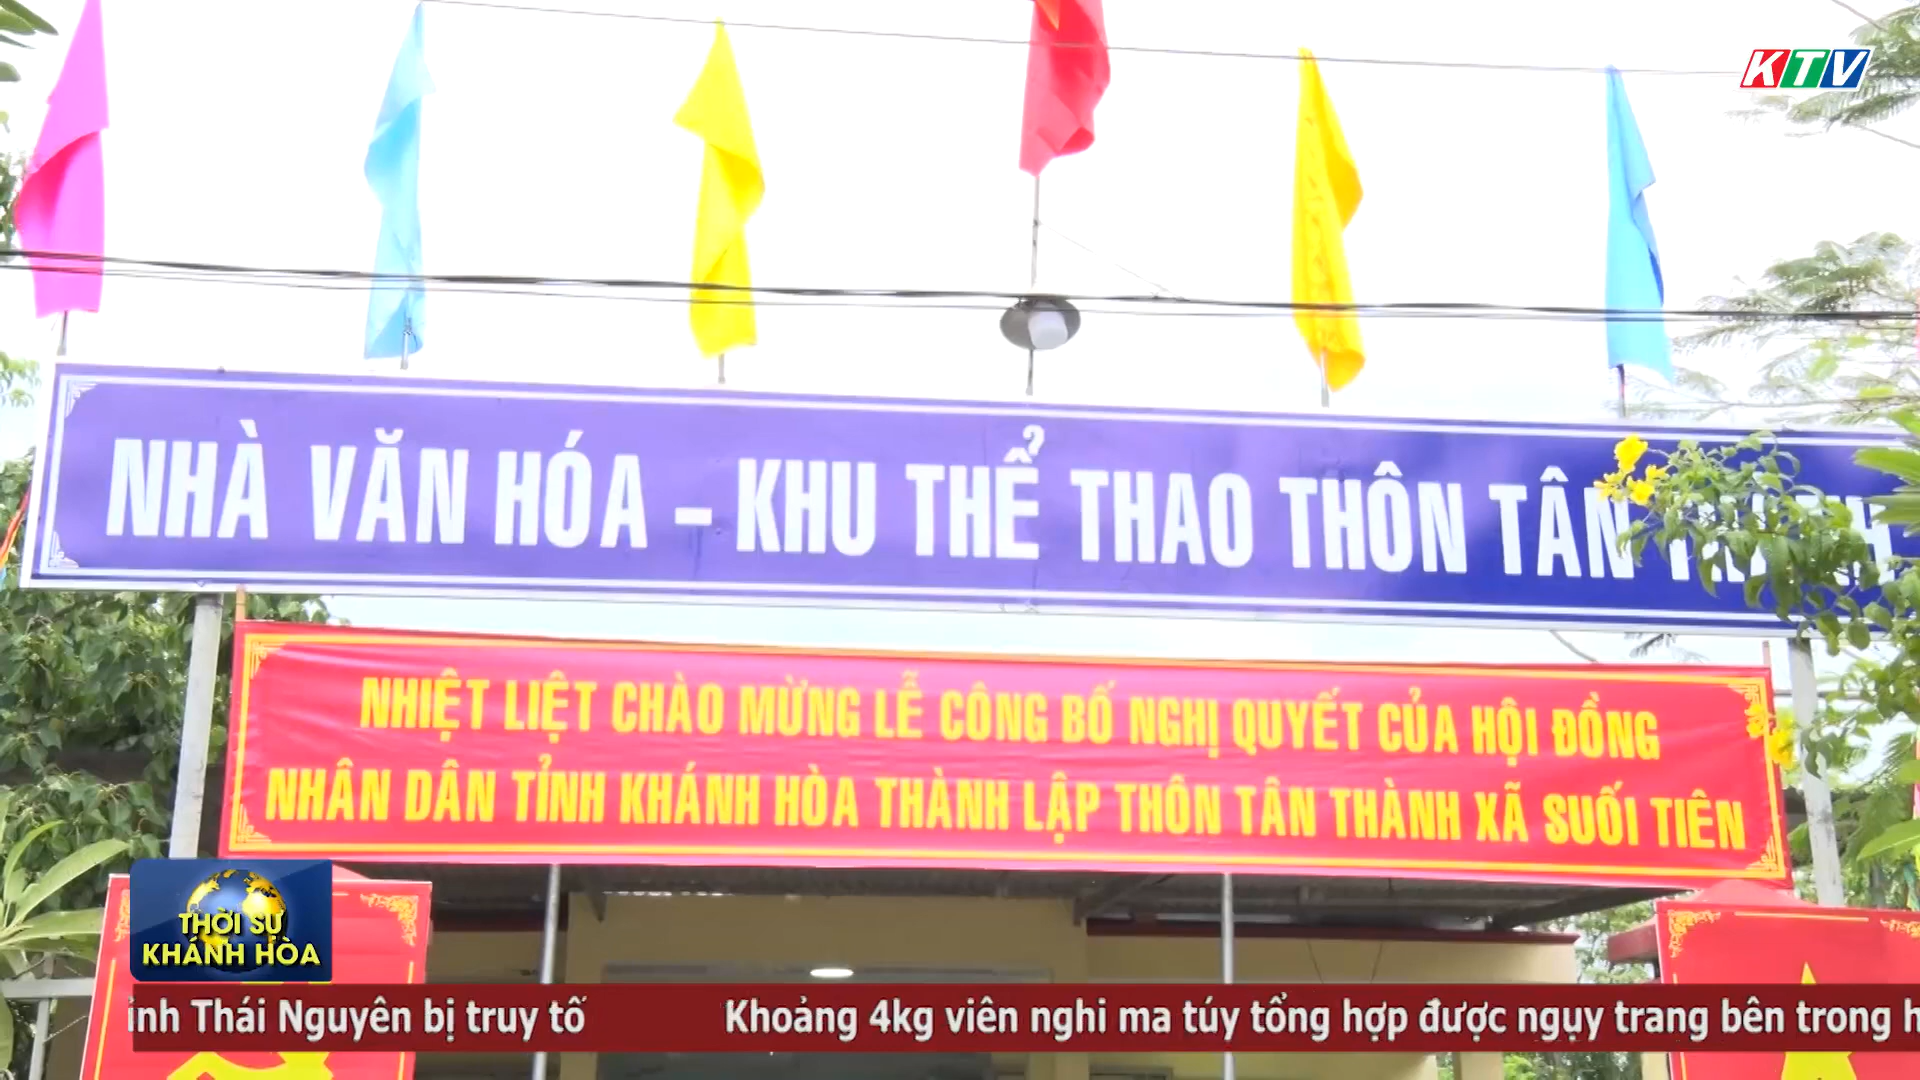 KTV
NHÀ VĂN HÓA - KHU THỂ THAO THÔN TÂN
NHIỆT LIỆT CHÀO MỪNG LỄ CÔNG BỐ NGHỊ QUYẾT CỦA HỘI ĐỒNG
NHÂN DÂN TỈNH KHÁNH HÒA THÀNH LẬP THÔN TÂN THÀNH XÃ SUỐI TIÊN
THỜI SỰ
KHÁNH HÒA
Thái Nguyên bị truy tố Khoảng 4kg viên nghi ma túy tổng hợp được ngụy trang bên trong